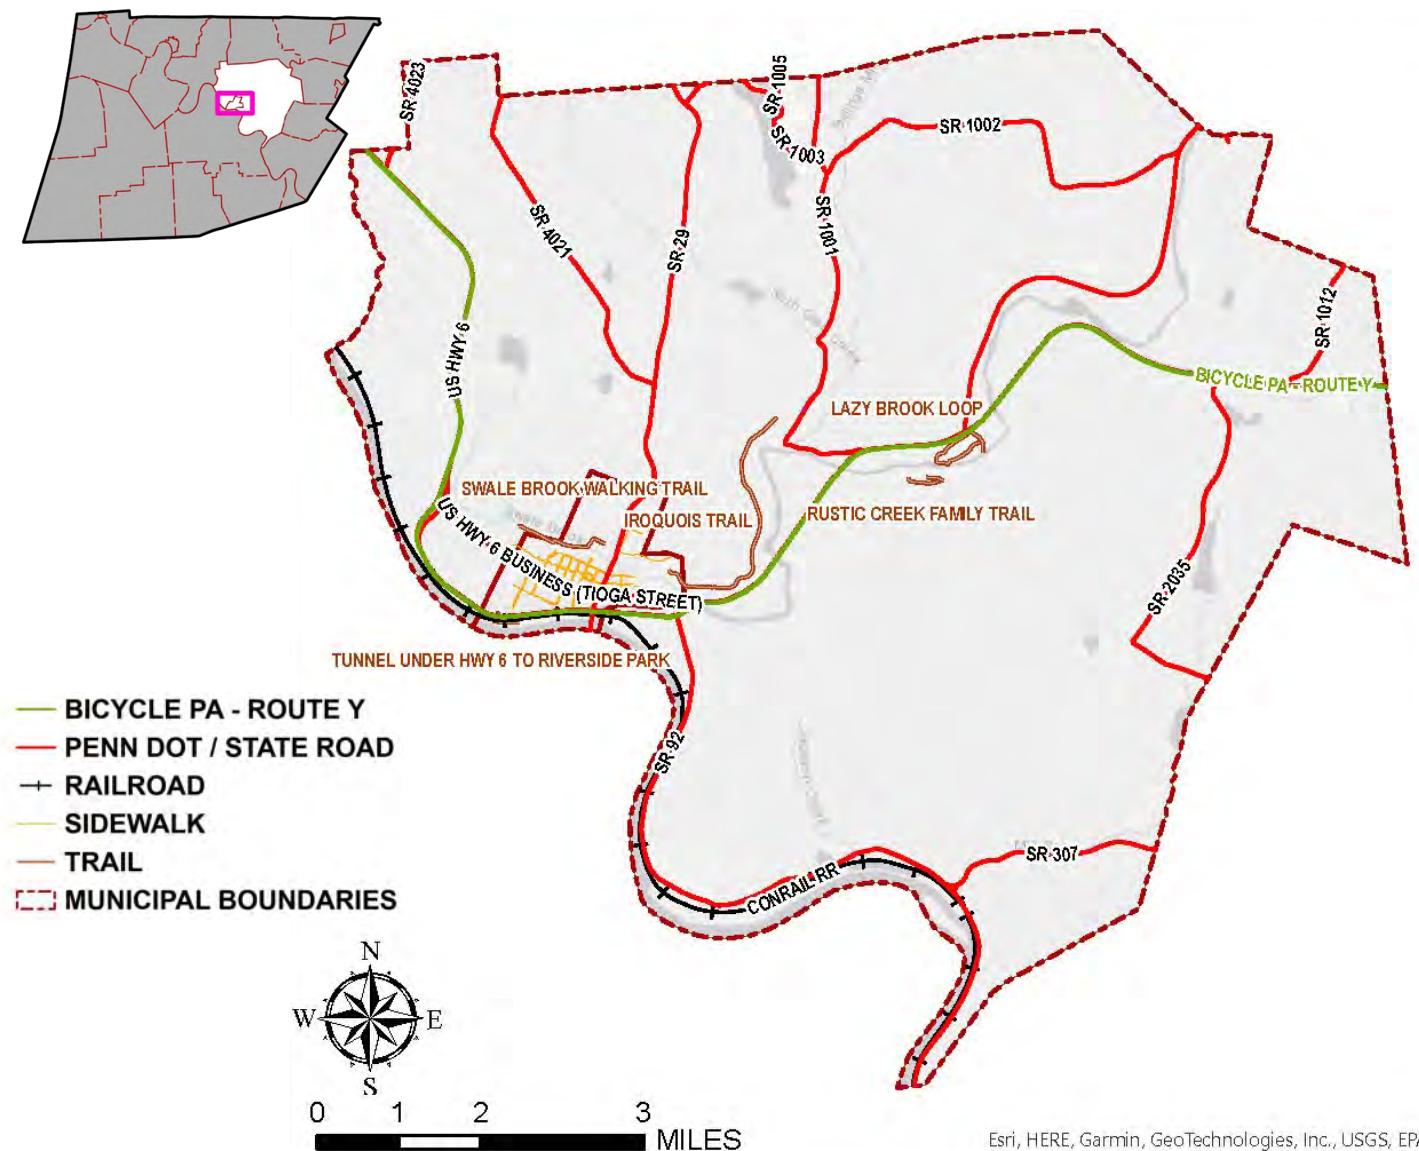 SR 4023
SR 1005
SR 1003
SR 1002
SR 4021
SR 29
SR 1001
US HWY 6
SR 1012
BICYCLE PA - ROUTE Y
LAZY BROOK LOOP
SWALE BROOK WALKING TRAIL
IROQUOIS TRAIL
RUSTIC CREEK FAMILY TRAIL
US HWY 6 BUSINESS (TIOGA STREET)
SR 2035
TUNNEL UNDER HWY 6 TO RIVERSIDE PARK
SR 92
SR 307
CONRAIL RR
BICYCLE PA - ROUTE Y
PENN DOT / STATE ROAD
RAILROAD
SIDEWALK
TRAIL
MUNICIPAL BOUNDARIES
N
W E
S
0 1 2 3
MILES
Esri, HERE, Garmin, GeoTechnologies, Inc., USGS, EPA